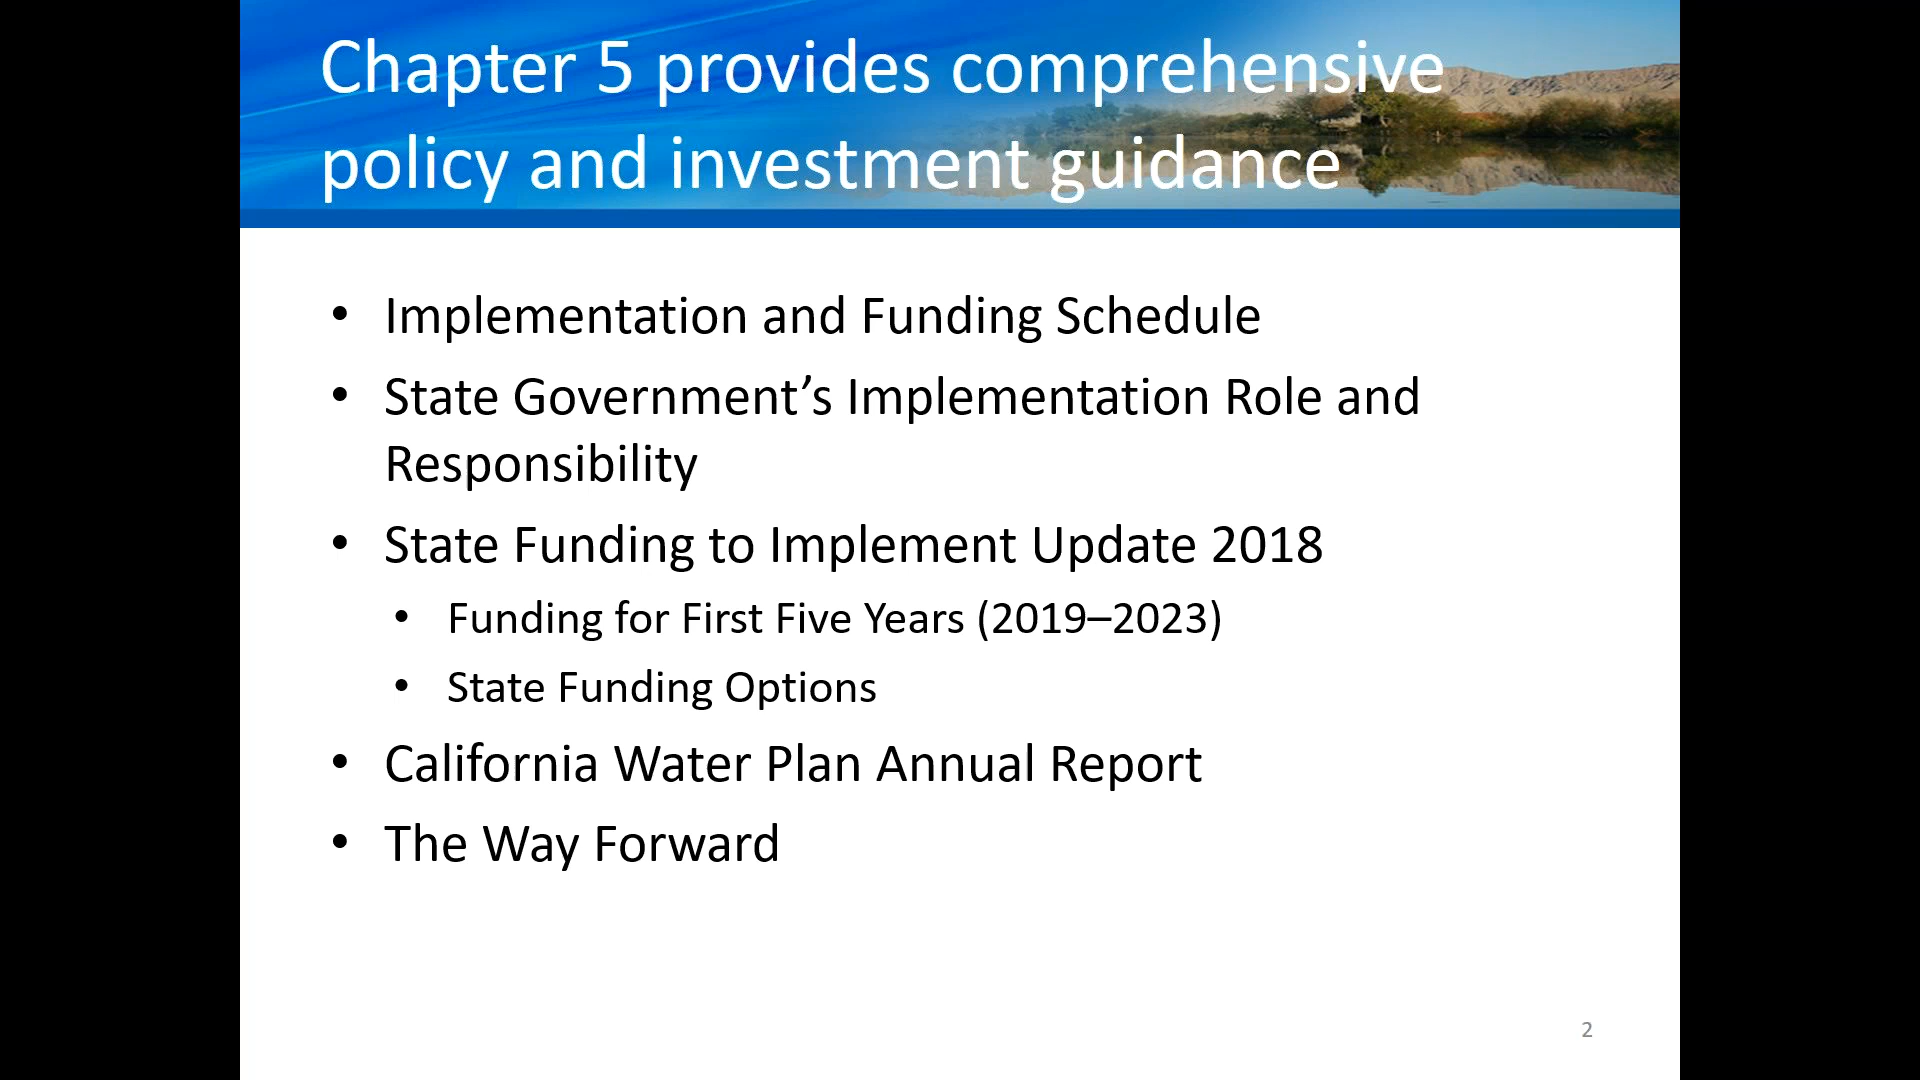 Chapter 5 provides comprehensive
policy and investment guidance
• Implementation and Funding Schedule
• State Government’s Implementation Role and
Responsibility
• State Funding to Implement Update 2018
• Funding for First Five Years (2019–2023)
• State Funding Options
• California Water Plan Annual Report
• The Way Forward
2